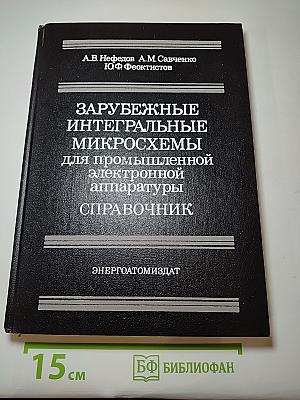 А.В.Нефедов А.М.Савченко
Ю.Ф.Феоктистов
ЗАРУБЕЖНЫЕ
ИНТЕГРАЛЬНЫЕ
МИКРОСХЕМЫ
для промышленной
электронной
аппаратуры
СПРАВОЧНИК
ЭНЕРГОАТОМИЗДАТ
15 см
БФ БИБЛИОФАН